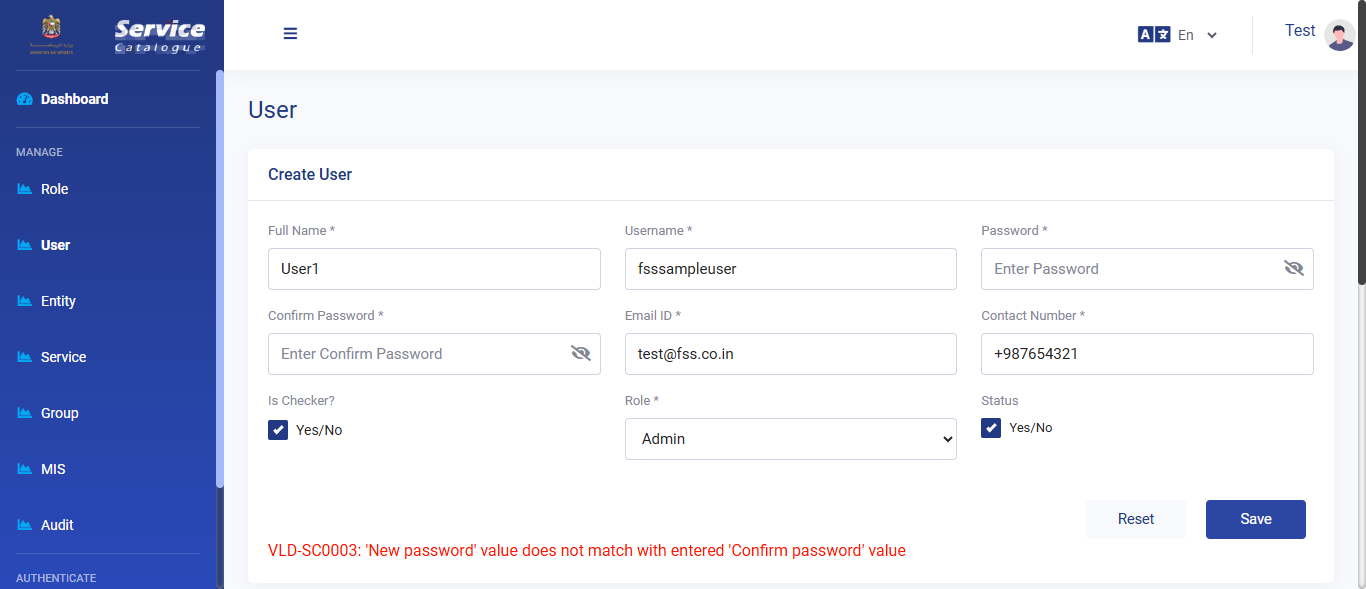 MINISTRY OF SPORTS
Service
Catalogue
En
Test
Dashboard
MANAGE
Role
User
Entity
Service
Group
MIS
Audit
AUTHENTICATE
User
Create User
Full Name *
Username *
Password *
User1
fsssampleuser
Enter Password
Confirm Password *
Email ID *
Contact Number *
Enter Confirm Password
test@fss.co.in
+987654321
Is Checker?
Role *
Status
Yes/No
Admin
Yes/No
Reset
Save
VLD-SC0003: 'New password' value does not match with entered 'Confirm password' value